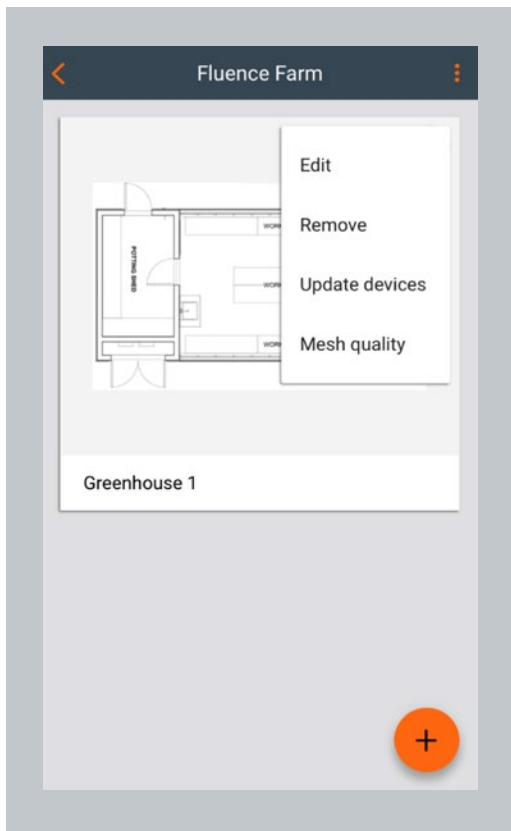 Fluence Farm
Edit
Remove
Update devices
Mesh quality
POTTING SHED
Greenhouse 1